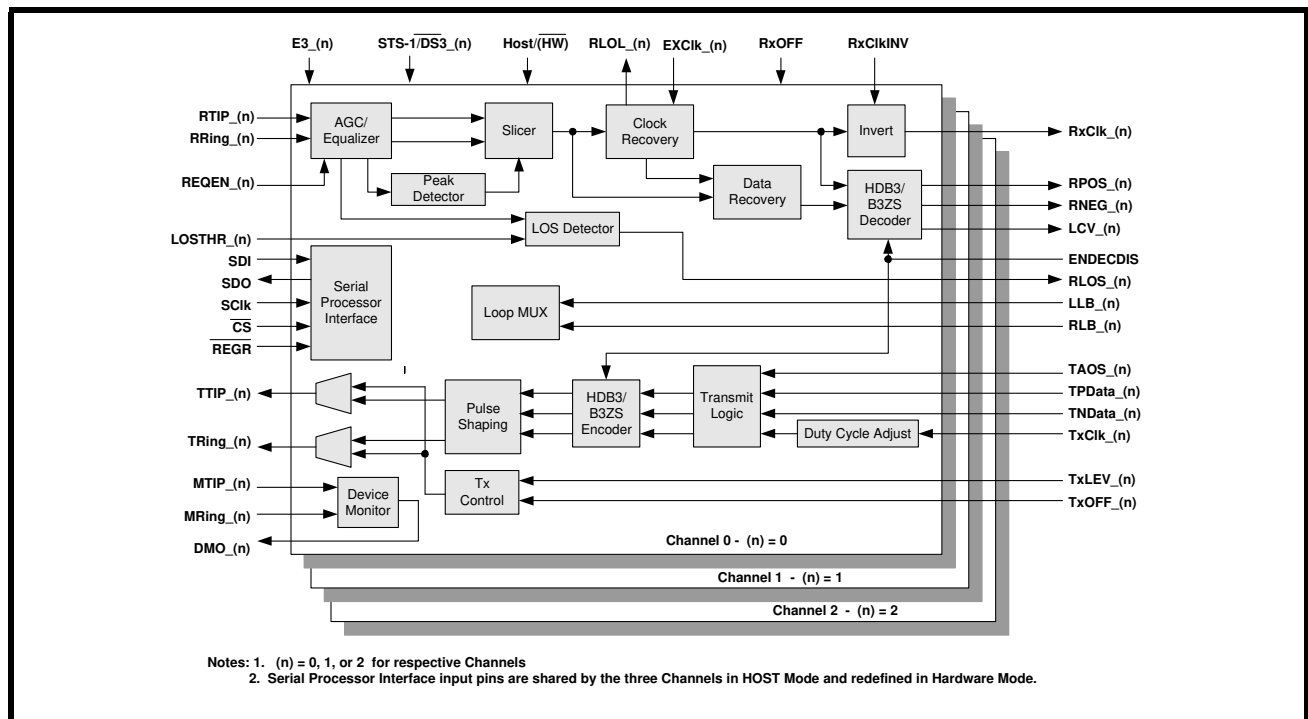 E3_(n) STS-1/DS3_(n) Host/(HW) RLOL_(n) EXClk_(n) RxOFF RxClkINV
RTIP_(n)
RRing_(n)
REQEN_(n)
LOSTHR_(n)
SDI
SDO
SClk
CS
REGR
TTIP_(n)
TRing_(n)
MTIP_(n)
MRing_(n)
DMO_(n)
AGC/
Equalizer
Peak
Detector
Slicer
Clock
Recovery
Data
Recovery
Invert
HDB3/
B3ZS
Decoder
LOS Detector
Serial
Processor
Interface
Loop MUX
Pulse
Shaping
HDB3/
B3ZS
Encoder
Transmit
Logic
Duty Cycle Adjust
Tx
Control
Device
Monitor
RxClk_(n)
RPOS_(n)
RNEG_(n)
LCV_(n)
ENDECDIS
RLOS_(n)
LLB_(n)
RLB_(n)
TAOS_(n)
TPData_(n)
TNData_(n)
TxClk_(n)
TxLEV_(n)
TxOFF_(n)
Channel 0 - (n) = 0
Channel 1 - (n) = 1
Channel 2 - (n) = 2
Notes: 1. (n) = 0, 1, or 2 for respective Channels
2. Serial Processor Interface input pins are shared by the three Channels in HOST Mode and redefined in Hardware Mode.